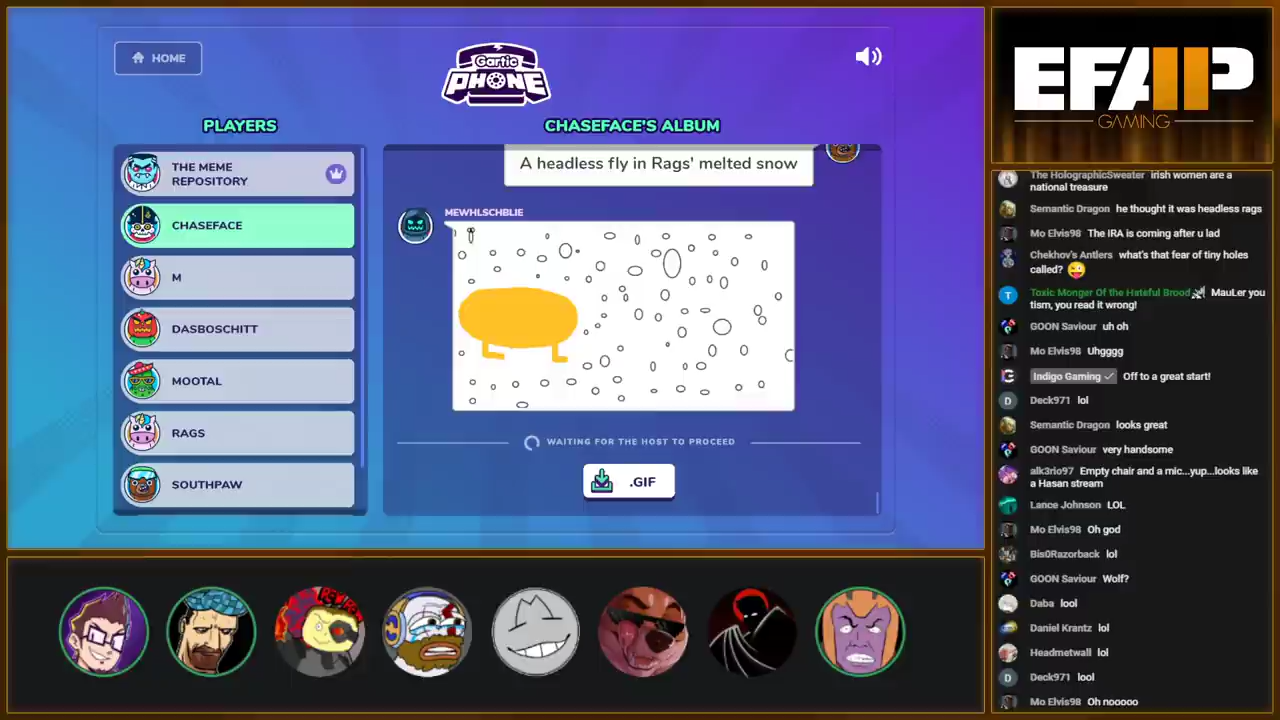 HOME
Gartic
PHONE
PLAYERS
THE MEME
REPOSITORY
CHASEFACE
M
DASBOSCHITT
MOOTAL
RAGS
SOUTHPAW
CHASEFACE'S ALBUM
A headless fly in Rags' melted snow
MEWHLSCHBLIE
WAITING FOR THE HOST TO PROCEED
.GIF
EFAP
GAMING
The HolographicSweater irish women are a
national treasure
Semantic Dragon he thought it was headless rags
Mo Elvis98 The IRA is coming after u lad
Chekhov's Antlers what's that fear of tiny holes
called? 😜
T
Toxic Monger Of the Hateful Brood MauLer you
tism, you read it wrong!
GOON Saviour uh oh
Mo Elvis98 Uhgggg
Indigo Gaming ✓ Off to a great start!
D
Deck971 lol
Semantic Dragon looks great
GOON Saviour very handsome
alk3rio97 Empty chair and a mic...yup...looks like
a Hasan stream
Lance Johnson LOL
Mo Elvis98 Oh god
Bis0Razorback lol
GOON Saviour Wolf?
Daba lool
Daniel Krantz lol
Headmetwall lol
D
Deck971 lool
Mo Elvis98 Oh nooooo